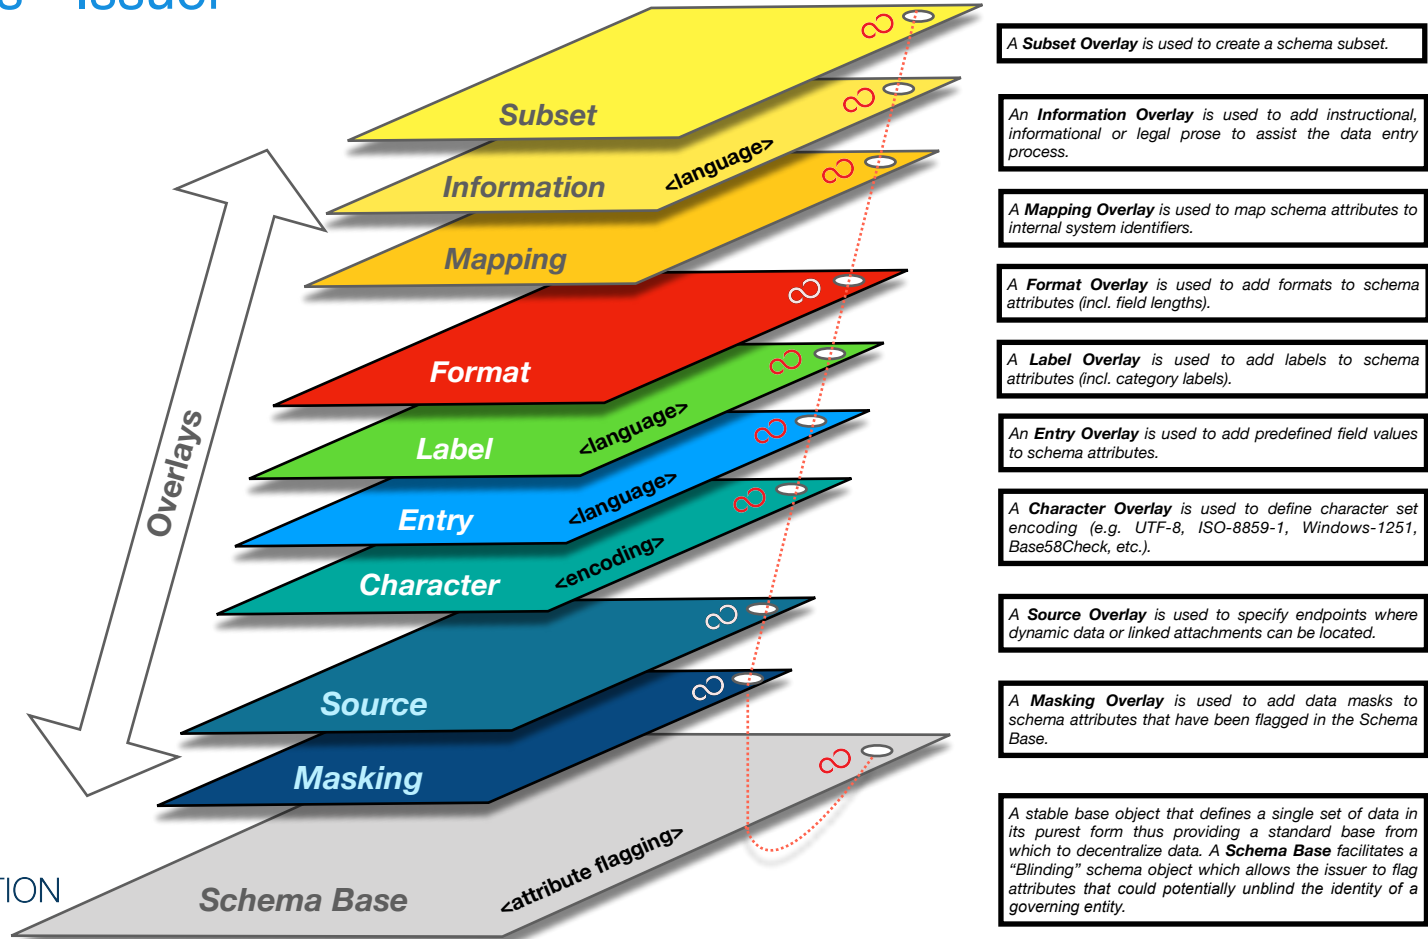 s - Issuer
Subset
Information
<language>
Mapping
Format
Label
<language>
Entry
<language>
Character
<encoding>
Source
Masking
Schema Base
<attribute flagging>
Overlays
TION
A Subset Overlay is used to create a schema subset.
An Information Overlay is used to add instructional,
informational or legal prose to assist the data entry
process.
A Mapping Overlay is used to map schema attributes to
internal system identifiers.
A Format Overlay is used to add formats to schema
attributes (incl. field lengths).
A Label Overlay is used to add labels to schema
attributes (incl. category labels).
An Entry Overlay is used to add predefined field values
to schema attributes.
A Character Overlay is used to define character set
encoding (e.g. UTF-8, ISO-8859-1, Windows-1251,
Base58Check, etc.).
A Source Overlay is used to specify endpoints where
dynamic data or linked attachments can be located.
A Masking Overlay is used to add data masks to
schema attributes that have been flagged in the Schema
Base.
A stable base object that defines a single set of data in
its purest form thus providing a standard base from
which to decentralize data. A Schema Base facilitates a
“Blinding” schema object which allows the issuer to flag
attributes that could potentially unblind the identity of a
governing entity.